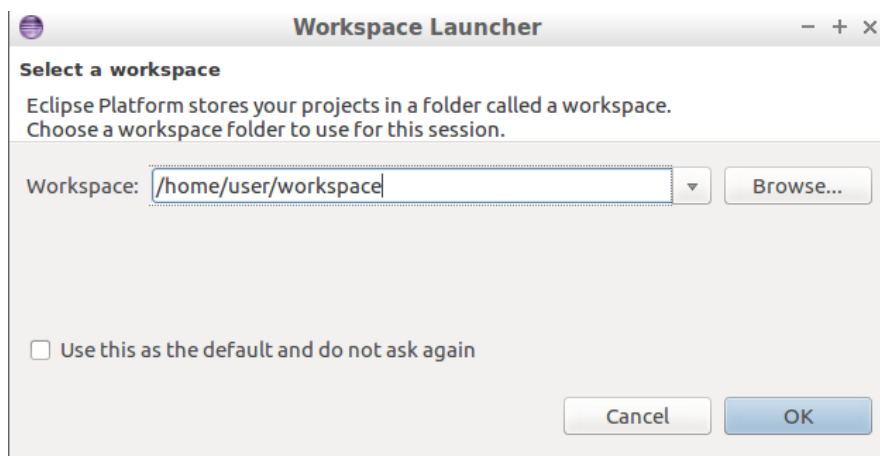 Workspace Launcher
Select a workspace
Eclipse Platform stores your projects in a folder called a workspace.
Choose a workspace folder to use for this session.
Workspace: /home/user/workspace Browse...
Use this as the default and do not ask again
Cancel OK